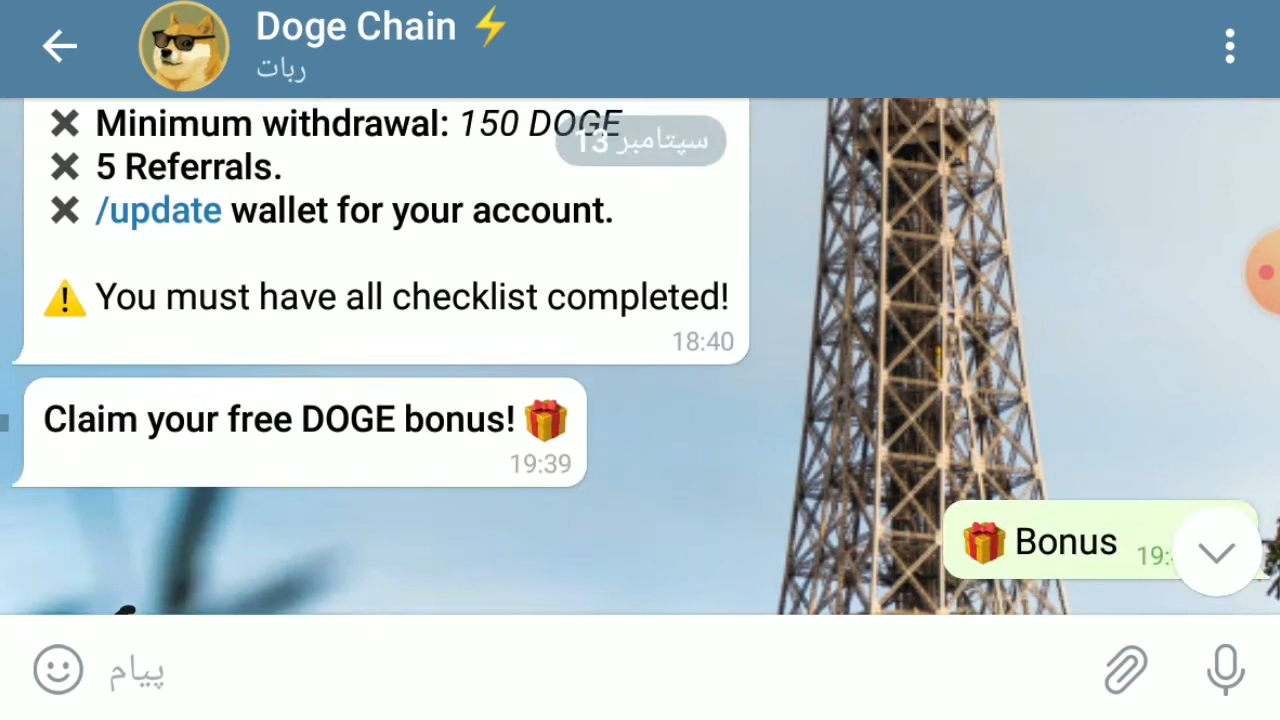 Doge Chain ⚡
ربات
❌ Minimum withdrawal: 150 DOGE
13 سپتامبر
❌ 5 Referrals.
❌ /update wallet for your account.
⚠️ You must have all checklist completed!
18:40
Claim your free DOGE bonus! 🎁
19:39
🎁 Bonus
پیام